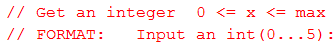 // Get an integer  0 <= x <= max
// FORMAT:   Input an int(0...5):